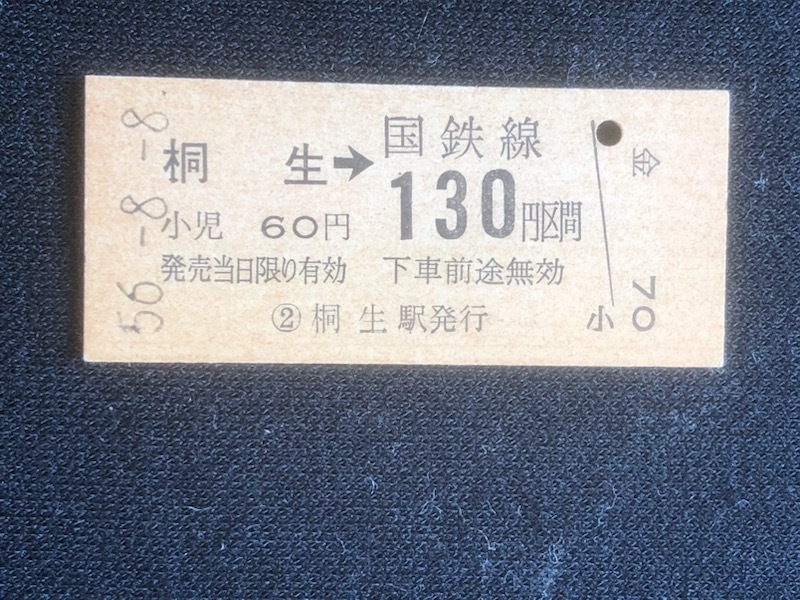 56.-8.-8
桐生→国鉄線
130円区間
小児 60円
発売当日限り有効 下車前途無効
②桐生駅発行
小
金70